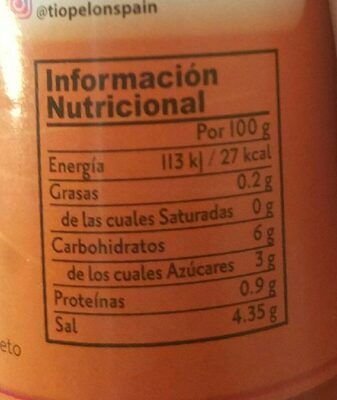 @tiopelonspain
Información
Nutricional
Por 100 g
Energía 113 kj / 27 kcal
Grasas 0.2 g
de las cuales Saturadas 0 g
Carbohidratos 6 g
de los cuales Azúcares 3 g
Proteínas 0.9 g
Sal 4.35 g
eto